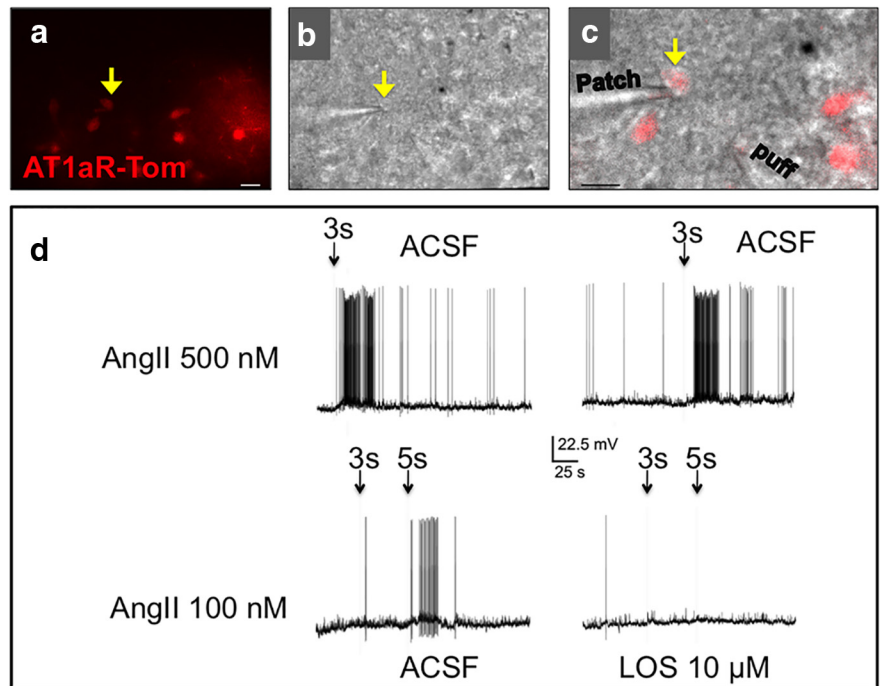 a
b
c
AT1aR-Tom
Patch
puff
d
3s
ACSF
3s
ACSF
AngII 500 nM
22.5 mV
25 s
3s 5s
3s 5s
AngII 100 nM
ACSF
LOS 10 µM